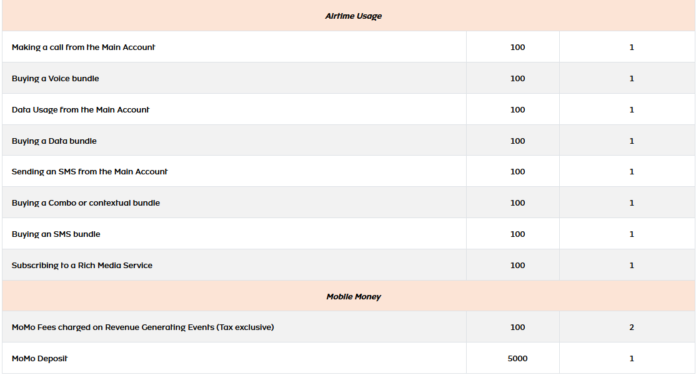 Airtime Usage
Making a call from the Main Account 100 1
Buying a Voice bundle 100 1
Data Usage from the Main Account 100 1
Buying a Data bundle 100 1
Sending an SMS from the Main Account 100 1
Buying a Combo or contextual bundle 100 1
Buying an SMS bundle 100 1
Subscribing to a Rich Media Service 100 1
Mobile Money
MoMo Fees charged on Revenue Generating Events (Tax exclusive) 100 2
MoMo Deposit 5000 1